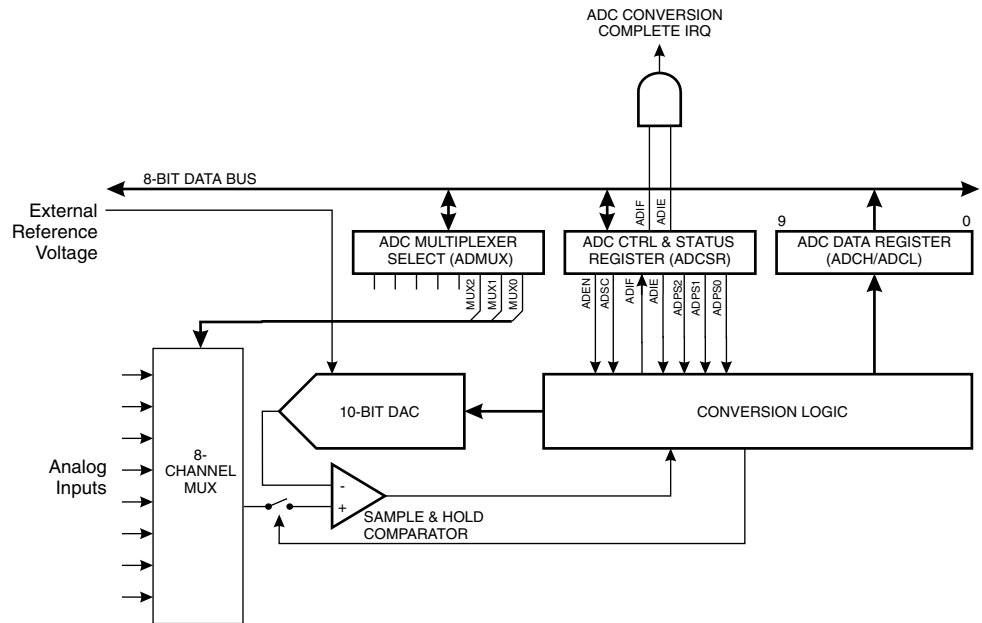 ADC CONVERSION
COMPLETE IRQ
8-BIT DATA BUS
ADIF
ADIE
External
Reference
Voltage
9
0
ADC MULTIPLEXER
SELECT (ADMUX)
ADC CTRL & STATUS
REGISTER (ADCSR)
ADC DATA REGISTER
(ADCH/ADCL)
MUX2
MUX1
MUX0
ADEN
ADSC
ADIF
ADIE
ADPS2
ADPS1
ADPS0
10-BIT DAC
CONVERSION LOGIC
Analog
Inputs
8-
CHANNEL
MUX
-
+
SAMPLE & HOLD
COMPARATOR